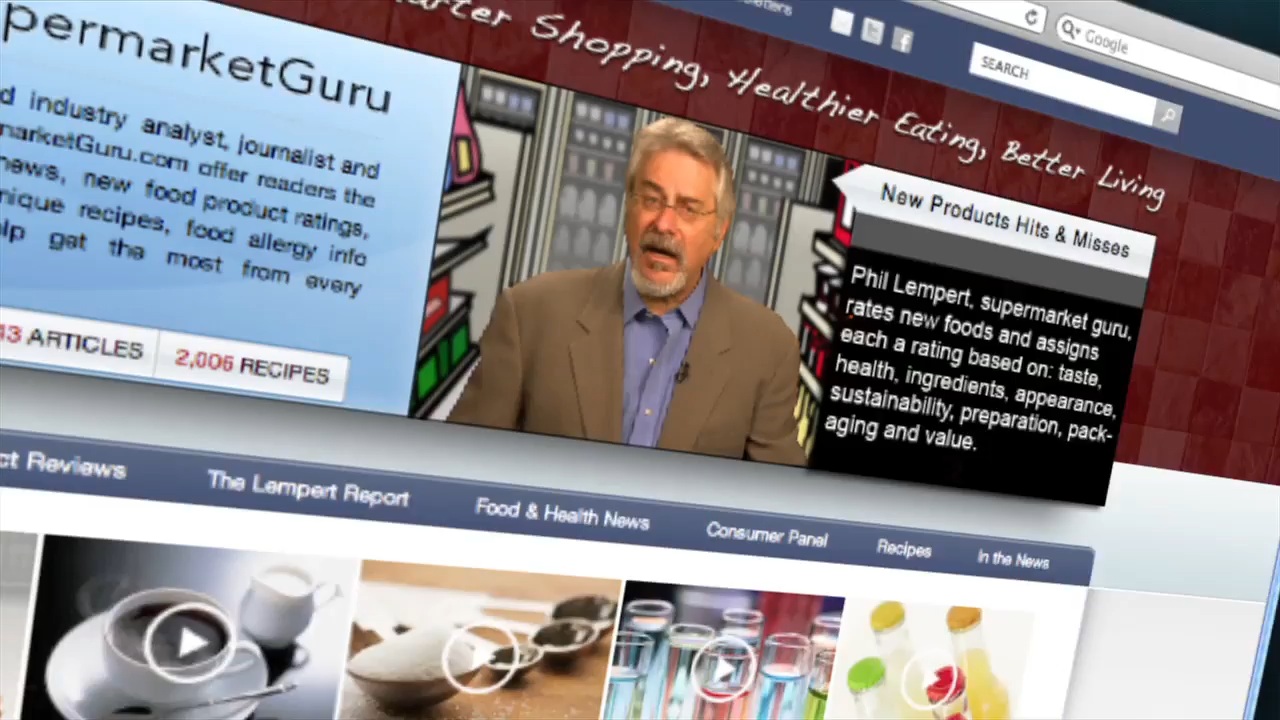 Smarter Shopping, Healthier Eating, Better Living
Google
SEARCH
permarketGuru
d industry analyst, journalist and
marketGuru.com offer readers the
news, new food product ratings,
nique recipes, food allergy info
lp get the most from every
43 ARTICLES
2,006 RECIPES
New Products Hits & Misses
Phil Lempert, supermarket guru,
rates new foods and assigns
each a rating based on: taste,
health, ingredients, appearance,
sustainability, preparation, pack-
aging and value.
ct Reviews
The Lempert Report
Food & Health News
Consumer Panel
Recipes
In the News